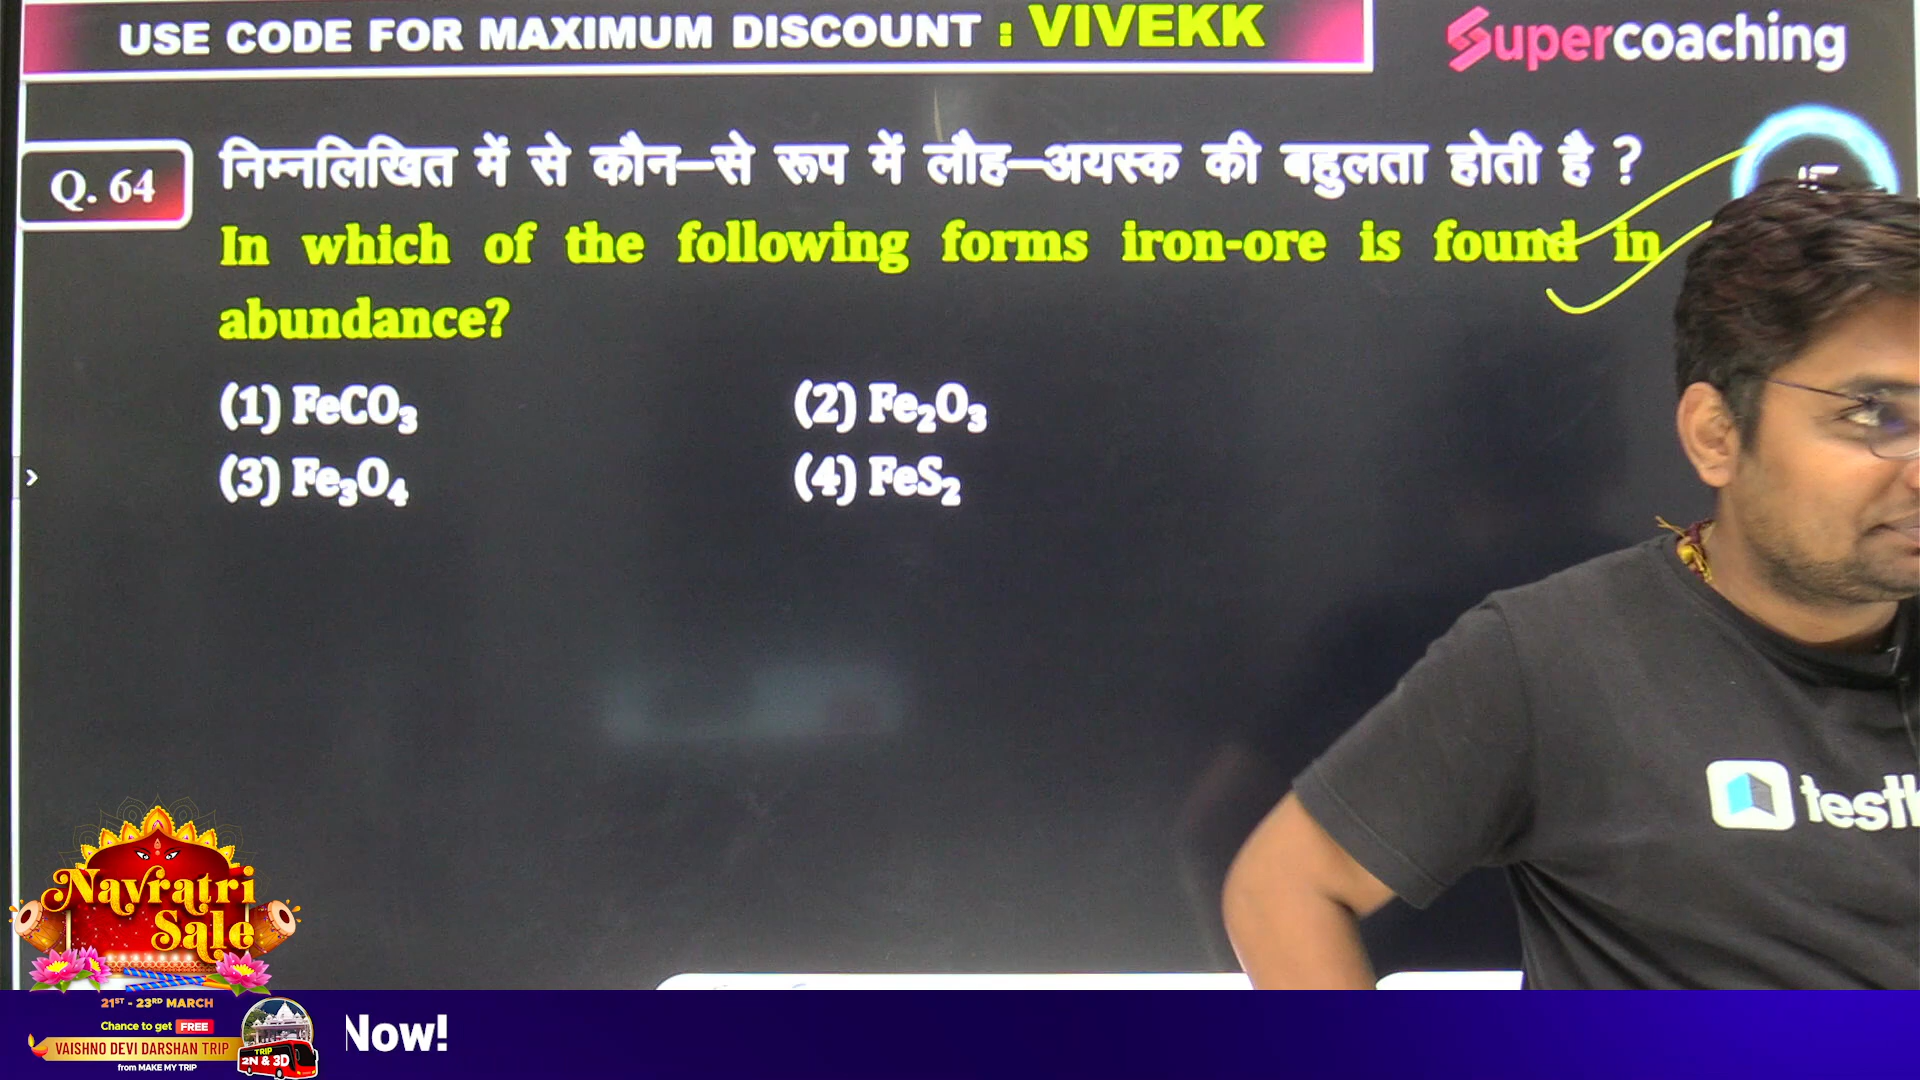 USE CODE FOR MAXIMUM DISCOUNT : VIVEKK
Supercoaching
Q. 64
निम्नलिखित में से कौन–से रूप में लौह–अयस्क की बहुलता होती है ?
In which of the following forms iron-ore is found in
abundance?
(1) FeCO₃
(2) Fe₂O₃
(3) Fe₃O₄
(4) FeS₂
Navratri
Sale
21ST - 23RD MARCH
Chance to get FREE
VAISHNO DEVI DARSHAN TRIP
from MAKE MY TRIP
TRIP
2N & 3D
Now!